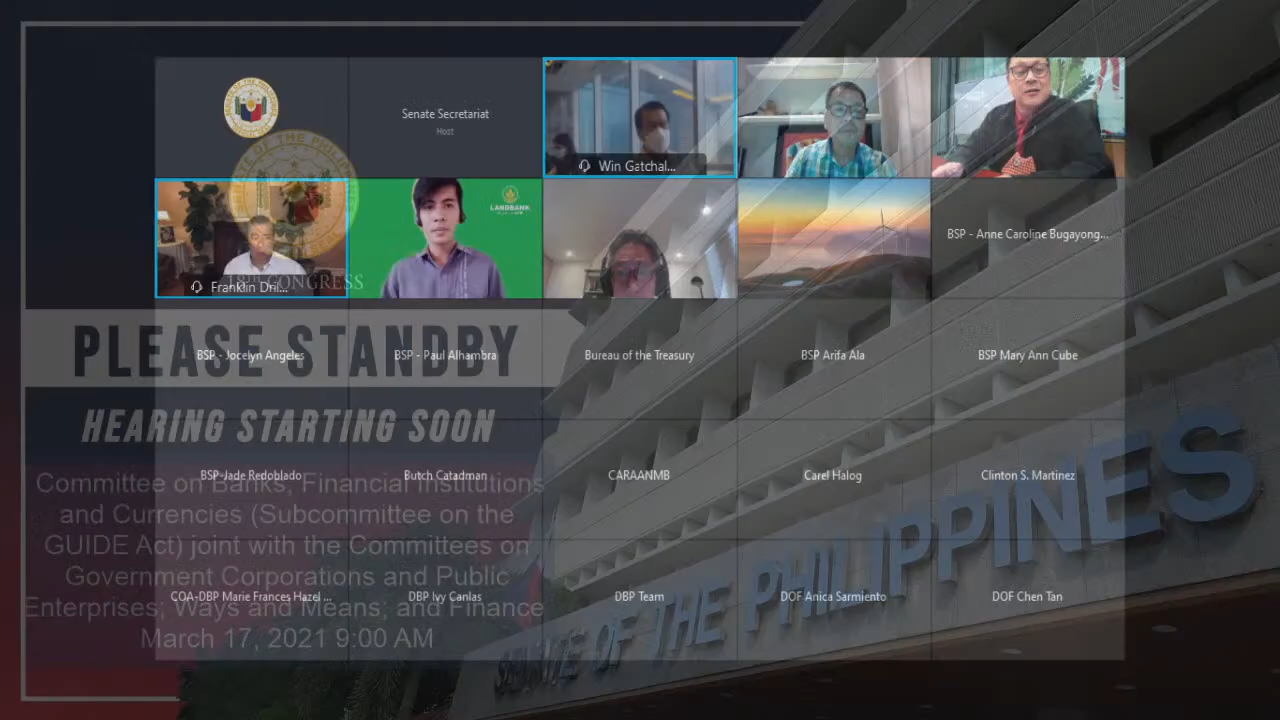 Senate Secretariat
Host
Win Gatchal...
Franklin Dril...
18th CONGRESS
LANDBANK
BSP - Anne Caroline Bugayong...
PLEASE STANDBY
BSP - Jocelyn Angeles
BSP - Paul Alhambra
Bureau of the Treasury
BSP Arifa Ala
BSP Mary Ann Cube
HEARING STARTING SOON
BSP-Jade Redoblado
Butch Catadman
CARAANMB
Carel Halog
Clinton S. Martinez
Committee on Banks, Financial Institutions
and Currencies (Subcommittee on the
GUIDE Act) joint with the Committees on
Government Corporations and Public
Enterprises; Ways and Means; and Finance
March 17, 2021 9:00 AM
COA-DBP Marie Frances Hazel ...
DBP Ivy Canlas
DBP Team
DOF Anica Sarmiento
DOF Chen Tan
SENATE OF THE PHILIPPINES